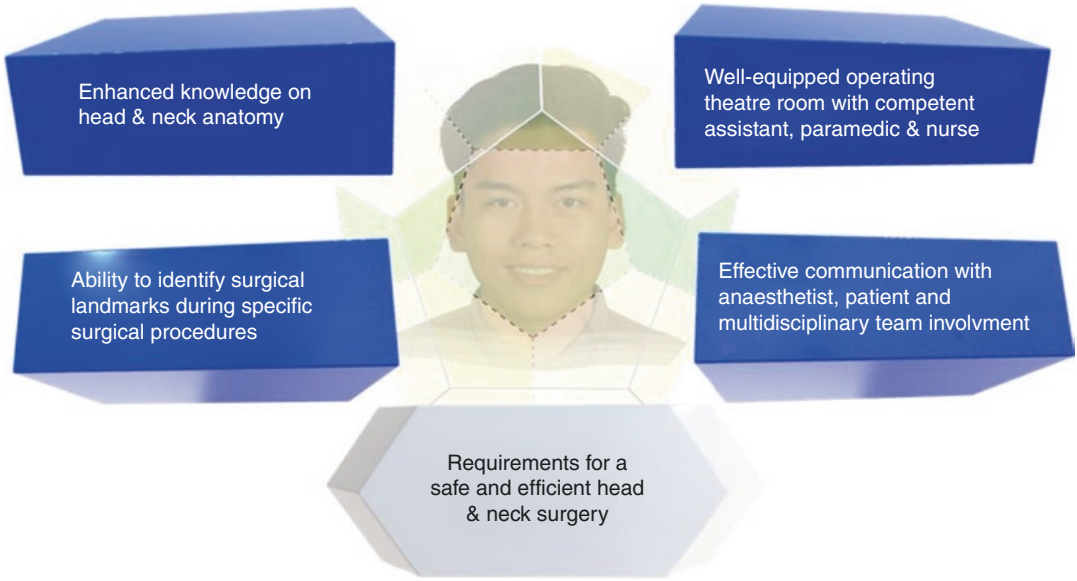 Enhanced knowledge on
head & neck anatomy
Well-equipped operating
theatre room with competent
assistant, paramedic & nurse
Ability to identify surgical
landmarks during specific
surgical procedures
Effective communication with
anaesthetist, patient and
multidisciplinary team involvment
Requirements for a
safe and efficient head
& neck surgery